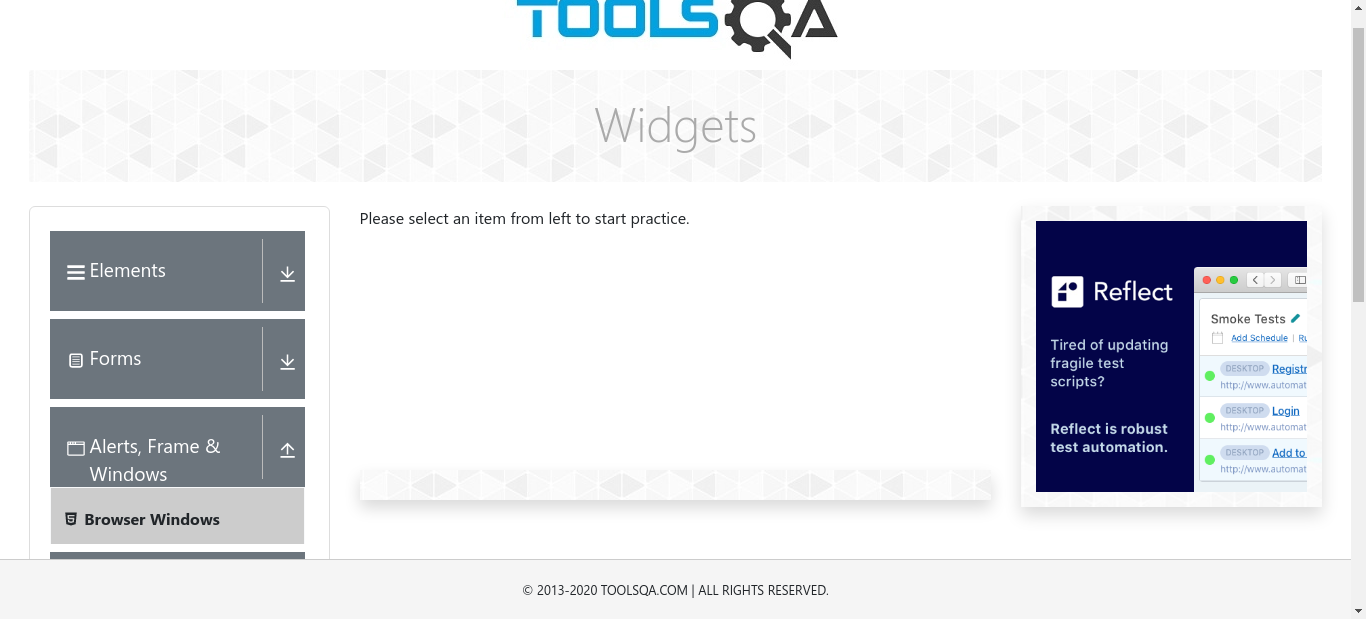 TOOLSQA
Widgets
Please select an item from left to start practice.
Elements
Forms
Alerts, Frame &
Windows
Browser Windows
Reflect
Tired of updating
fragile test
scripts?
Reflect is robust
test automation.
Smoke Tests
Add Schedule | Ru
DESKTOP Registr
http://www.automat
DESKTOP Login
http://www.automat
DESKTOP Add to
http://www.automat
© 2013-2020 TOOLSQA.COM | ALL RIGHTS RESERVED.